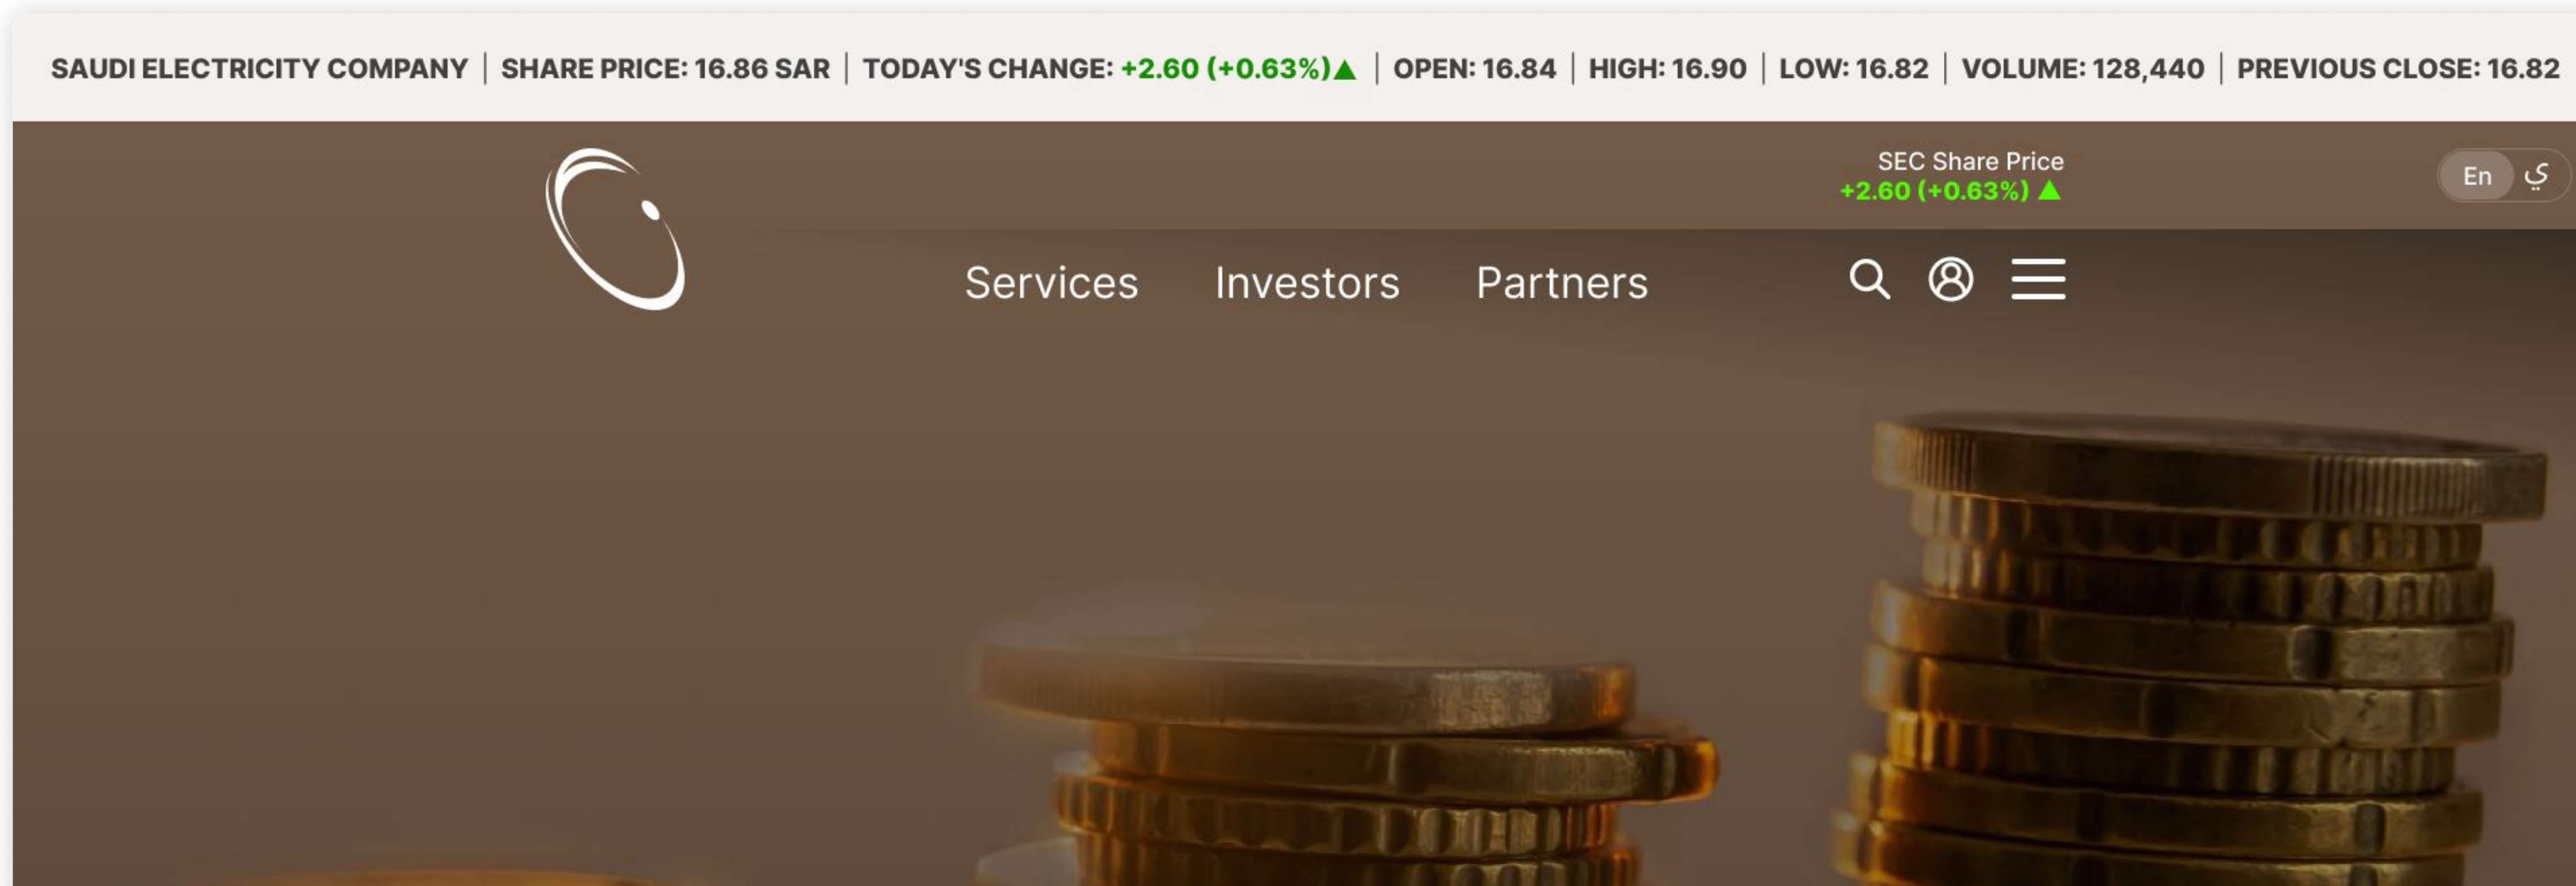 SAUDI ELECTRICITY COMPANY | SHARE PRICE: 16.86 SAR | TODAY'S CHANGE: +2.60 (+0.63%)▲ | OPEN: 16.84 | HIGH: 16.90 | LOW: 16.82 | VOLUME: 128,440 | PREVIOUS CLOSE: 16.82
SEC Share Price
+2.60 (+0.63%) ▲
En ي
Services Investors Partners